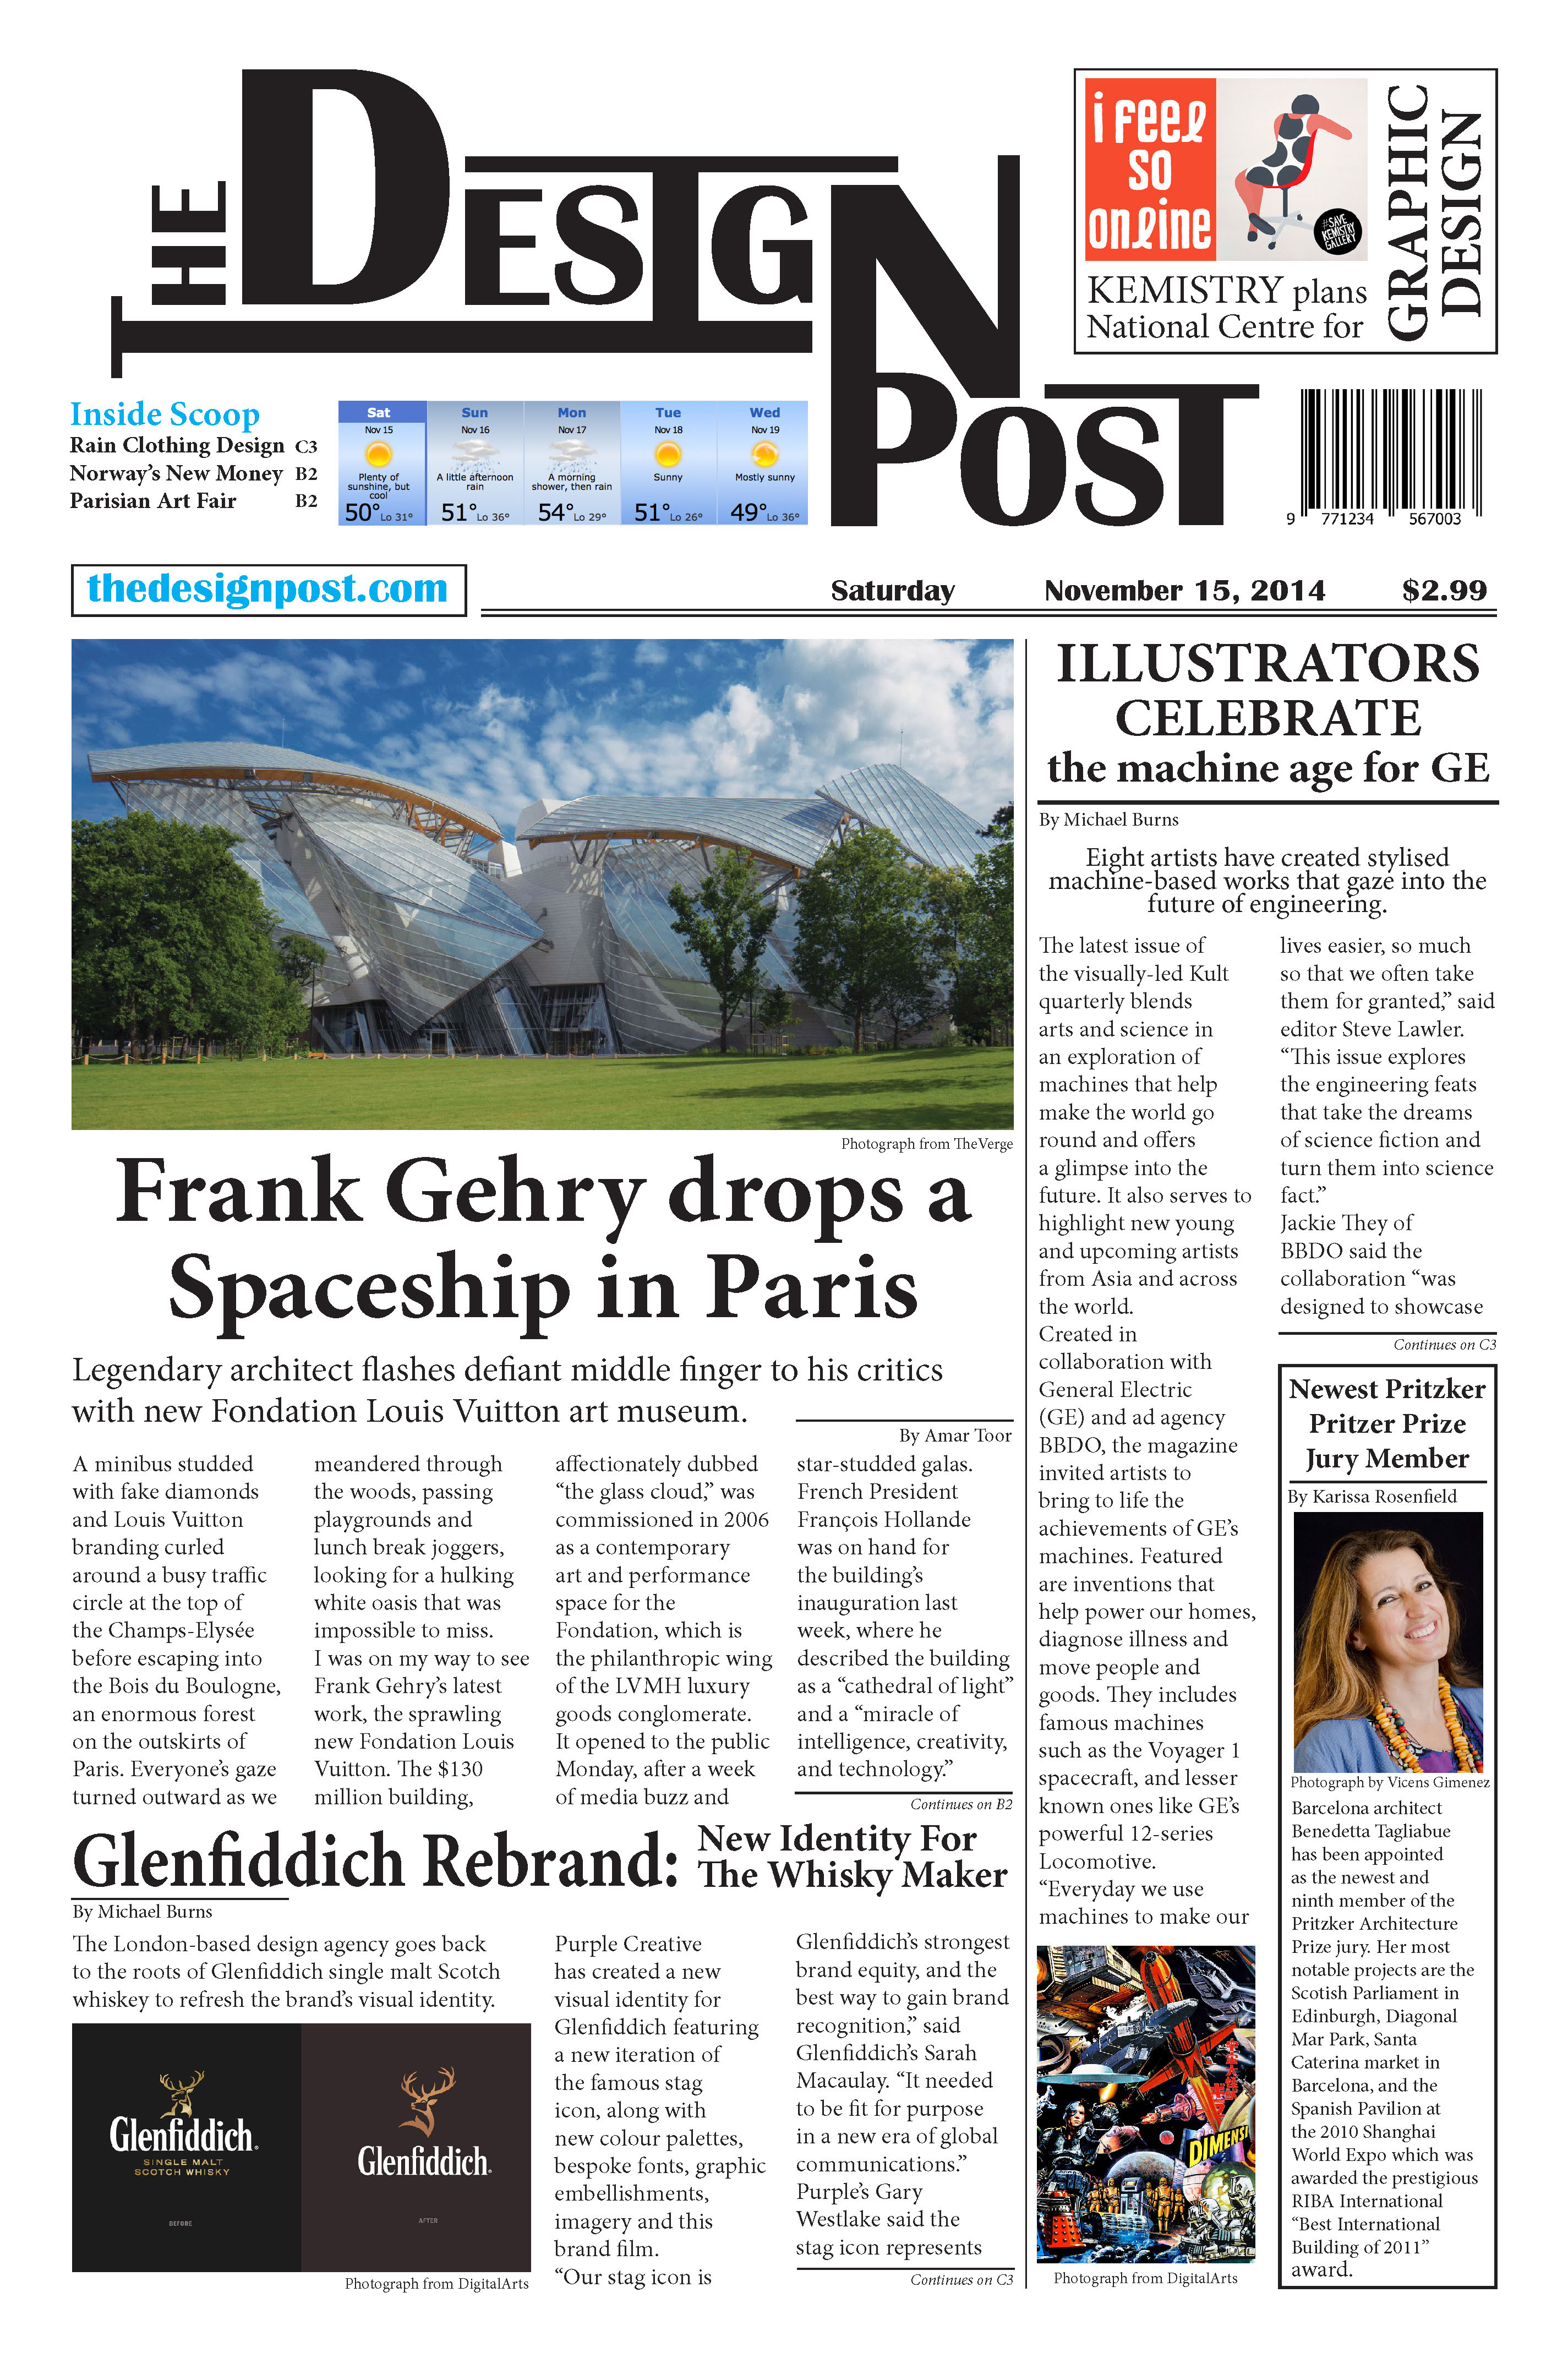 THE DESIGN POST
i feel
so
online
#SAVE
KEMISTRY
GALLERY
KEMISTRY plans
National Centre for
GRAPHIC
DESIGN
Inside Scoop
Rain Clothing Design C3
Norway's New Money B2
Parisian Art Fair B2
Sat
Nov 15
Plenty of
sunshine, but
cool
50° Lo 31°
Sun
Nov 16
A little afternoon
rain
51° Lo 36°
Mon
Nov 17
A morning
shower, then rain
54° Lo 29°
Tue
Nov 18
Sunny
51° Lo 26°
Wed
Nov 19
Mostly sunny
49° Lo 36°
9 771234 567003
thedesignpost.com
Saturday November 15, 2014 $2.99
Photograph from TheVerge
Frank Gehry drops a
Spaceship in Paris
Legendary architect flashes defiant middle finger to his critics
with new Fondation Louis Vuitton art museum.
By Amar Toor
A minibus studded
with fake diamonds
and Louis Vuitton
branding curled
around a busy traffic
circle at the top of
the Champs-Elysée
before escaping into
the Bois du Boulogne,
an enormous forest
on the outskirts of
Paris. Everyone's gaze
turned outward as we
meandered through
the woods, passing
playgrounds and
lunch break joggers,
looking for a hulking
white oasis that was
impossible to miss.
I was on my way to see
Frank Gehry's latest
work, the sprawling
new Fondation Louis
Vuitton. The $130
million building,
affectionately dubbed
“the glass cloud,” was
commissioned in 2006
as a contemporary
art and performance
space for the
Fondation, which is
the philanthropic wing
of the LVMH luxury
goods conglomerate.
It opened to the public
Monday, after a week
of media buzz and
star-studded galas.
French President
François Hollande
was on hand for
the building's
inauguration last
week, where he
described the building
as a “cathedral of light”
and a “miracle of
intelligence, creativity,
and technology.”
Continues on B2
Glenfiddich Rebrand:
New Identity For
The Whisky Maker
By Michael Burns
The London-based design agency goes back
to the roots of Glenfiddich single malt Scotch
whiskey to refresh the brand's visual identity.
Glenfiddich
SINGLE MALT
SCOTCH WHISKY
BEFORE
Glenfiddich
AFTER
Photograph from DigitalArts
Purple Creative
has created a new
visual identity for
Glenfiddich featuring
a new iteration of
the famous stag
icon, along with
new colour palettes,
bespoke fonts, graphic
embellishments,
imagery and this
brand film.
“Our stag icon is
Glenfiddich's strongest
brand equity, and the
best way to gain brand
recognition,” said
Glenfiddich's Sarah
Macaulay. “It needed
to be fit for purpose
in a new era of global
communications.”
Purple's Gary
Westlake said the
stag icon represents
Continues on C3
ILLUSTRATORS
CELEBRATE
the machine age for GE
By Michael Burns
Eight artists have created stylised
machine-based works that gaze into the
future of engineering.
The latest issue of
the visually-led Kult
quarterly blends
arts and science in
an exploration of
machines that help
make the world go
round and offers
a glimpse into the
future. It also serves to
highlight new young
and upcoming artists
from Asia and across
the world.
Created in
collaboration with
General Electric
(GE) and ad agency
BBDO, the magazine
invited artists to
bring to life the
achievements of GE's
machines. Featured
are inventions that
help power our homes,
diagnose illness and
move people and
goods. They includes
famous machines
such as the Voyager 1
spacecraft, and lesser
known ones like GE's
powerful 12-series
Locomotive.
“Everyday we use
machines to make our
DIMENSI
Photograph from DigitalArts
lives easier, so much
so that we often take
them for granted,” said
editor Steve Lawler.
“This issue explores
the engineering feats
that take the dreams
of science fiction and
turn them into science
fact.”
Jackie They of
BBDO said the
collaboration “was
designed to showcase
Continues on C3
Newest Pritzker
Pritzer Prize
Jury Member
By Karissa Rosenfield
Photograph by Vicens Gimenez
Barcelona architect
Benedetta Tagliabue
has been appointed
as the newest and
ninth member of the
Pritzker Architecture
Prize jury. Her most
notable projects are the
Scotish Parliament in
Edinburgh, Diagonal
Mar Park, Santa
Caterina market in
Barcelona, and the
Spanish Pavilion at
the 2010 Shanghai
World Expo which was
awarded the prestigious
RIBA International
“Best International
Building of 2011”
award.